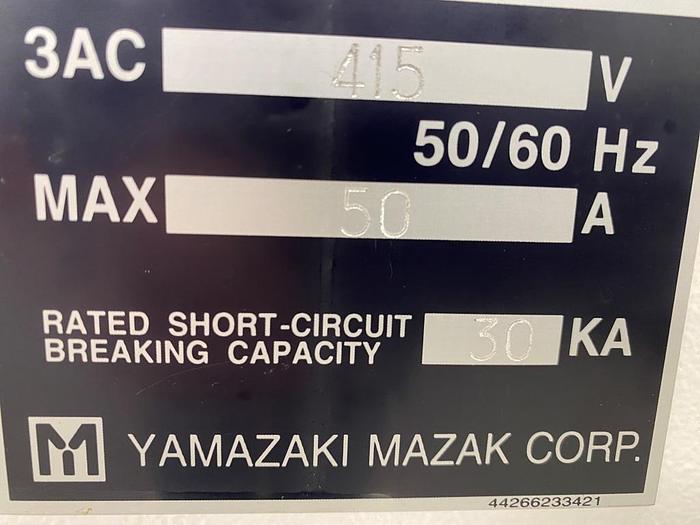 3AC 415 V
50/60 Hz
MAX 50 A
RATED SHORT-CIRCUIT
BREAKING CAPACITY 30 KA
YAMAZAKI MAZAK CORP.
44266233421